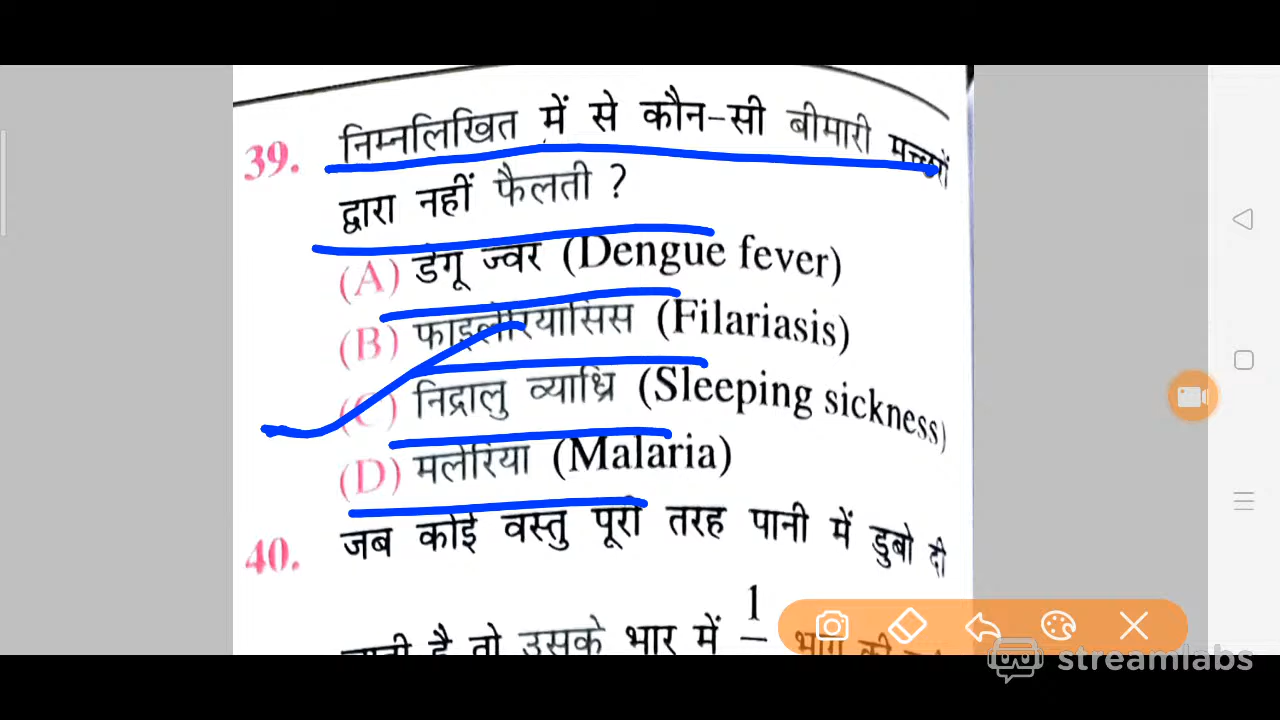 39. निम्नलिखित में से कौन-सी बीमारी मच्छरों
द्वारा नहीं फैलती ?
(A) डेंगू ज्वर (Dengue fever)
(B) फाइलेरियासिस (Filariasis)
(C) निद्रालु व्याध्रि (Sleeping sickness)
(D) मलेरिया (Malaria)
40. जब कोई वस्तु पूरी तरह पानी में डुबो दी
जाती है तो उसके भार में 1 भाग की
streamlabs